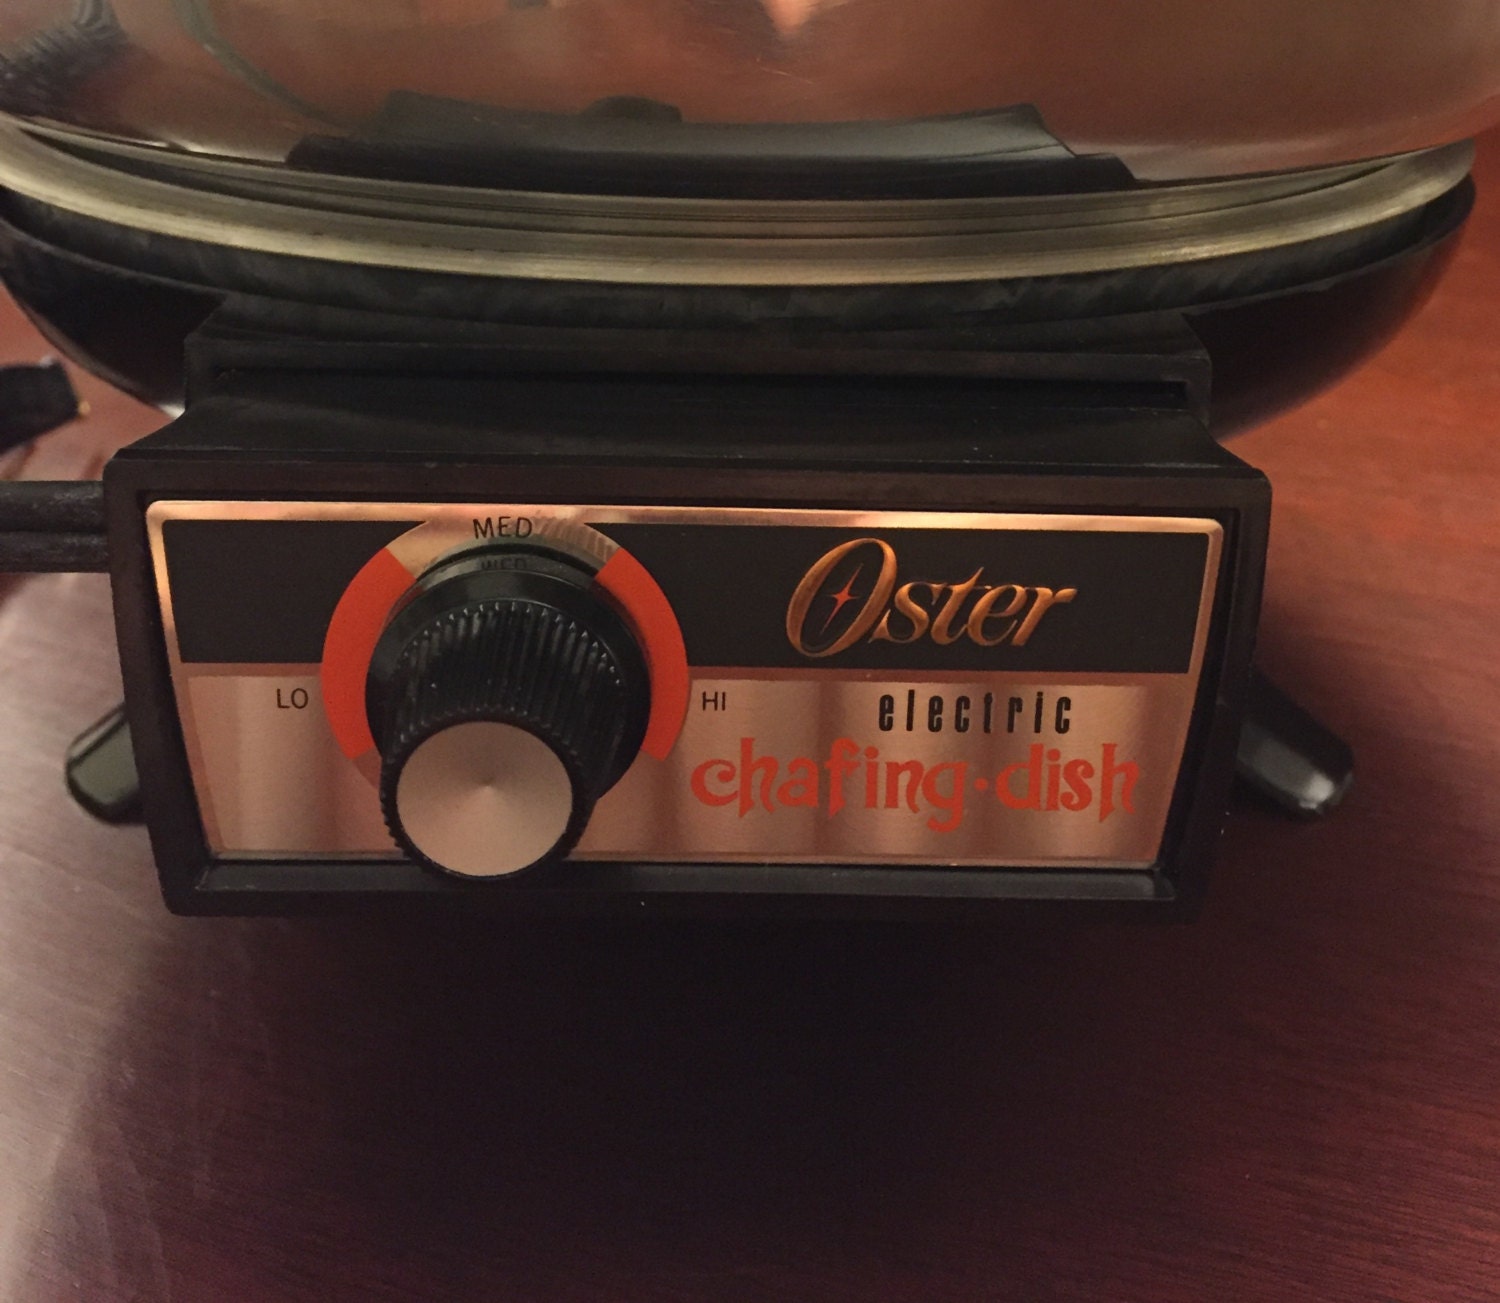 MED
LO
HI
Oster
electric
chafing·dish